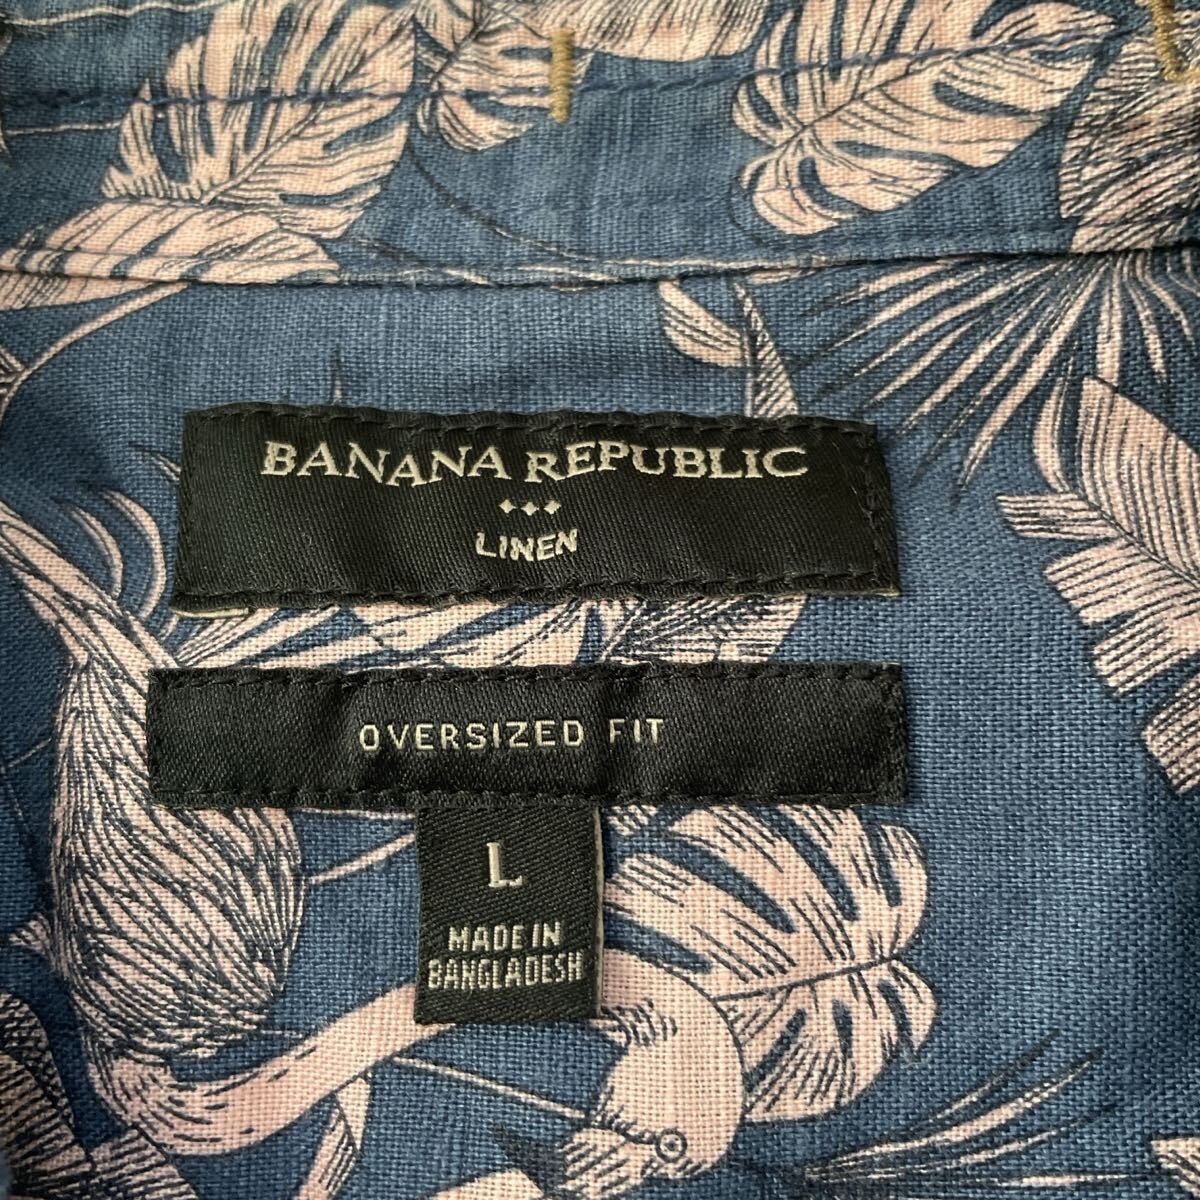 BANANA REPUBLIC
LINEN
OVERSIZED FIT
L
MADE IN
BANGLADESH